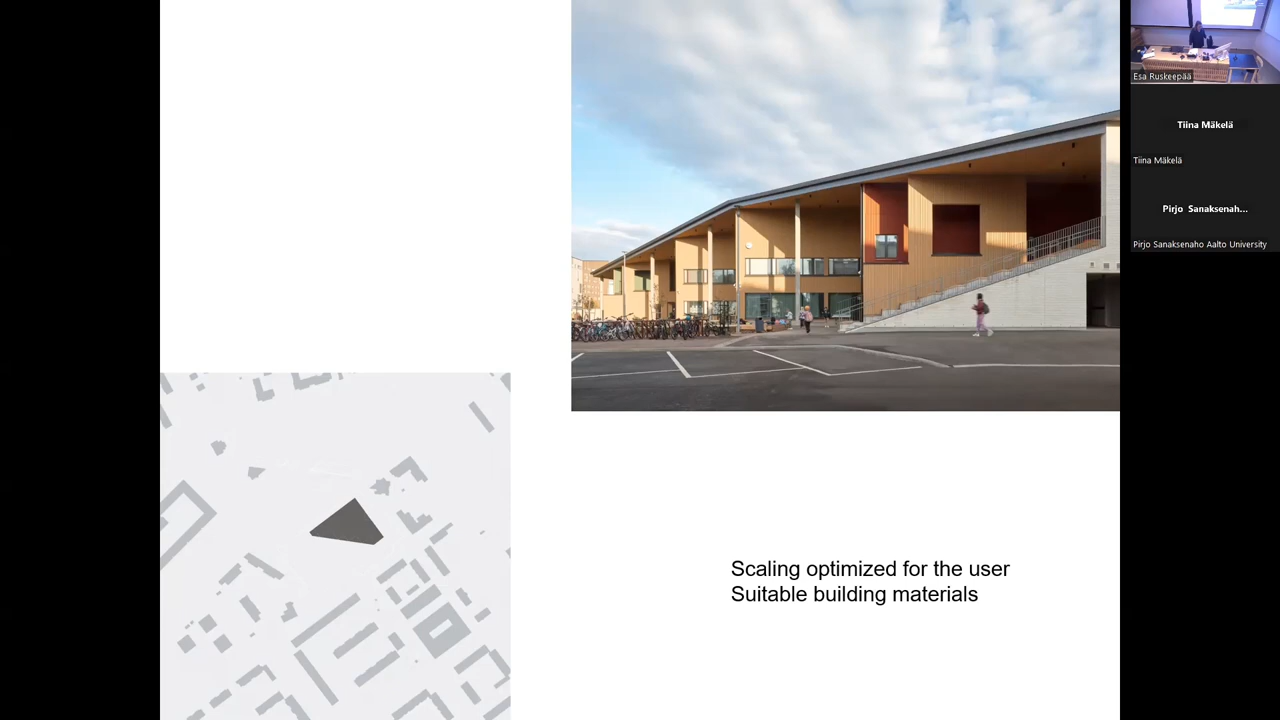 Scaling optimized for the user
Suitable building materials
Esa Ruskeepää
Tiina Mäkelä
Tiina Mäkelä
Pirjo Sanaksenah...
Pirjo Sanaksenaho Aalto University